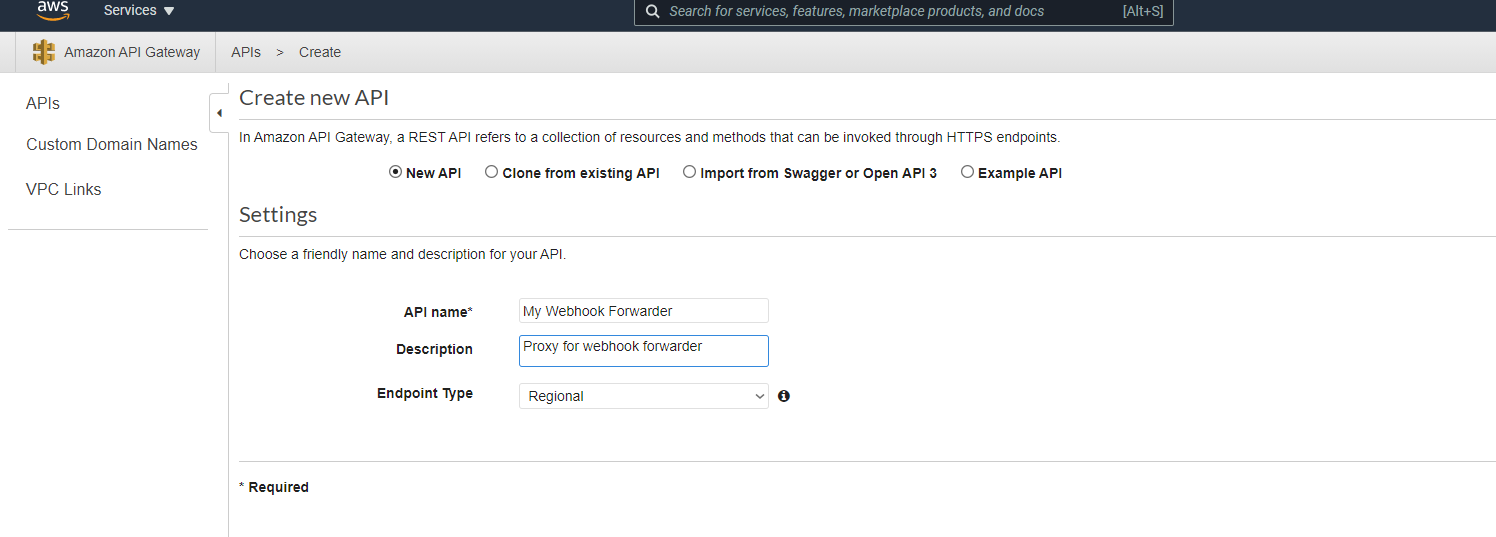 aws Services ▼ Search for services, features, marketplace products, and docs [Alt+S]
Amazon API Gateway APIs > Create
APIs
Custom Domain Names
VPC Links
Create new API
In Amazon API Gateway, a REST API refers to a collection of resources and methods that can be invoked through HTTPS endpoints.
New API Clone from existing API Import from Swagger or Open API 3 Example API
Settings
Choose a friendly name and description for your API.
API name* My Webhook Forwarder
Description Proxy for webhook forwarder
Endpoint Type Regional
* Required